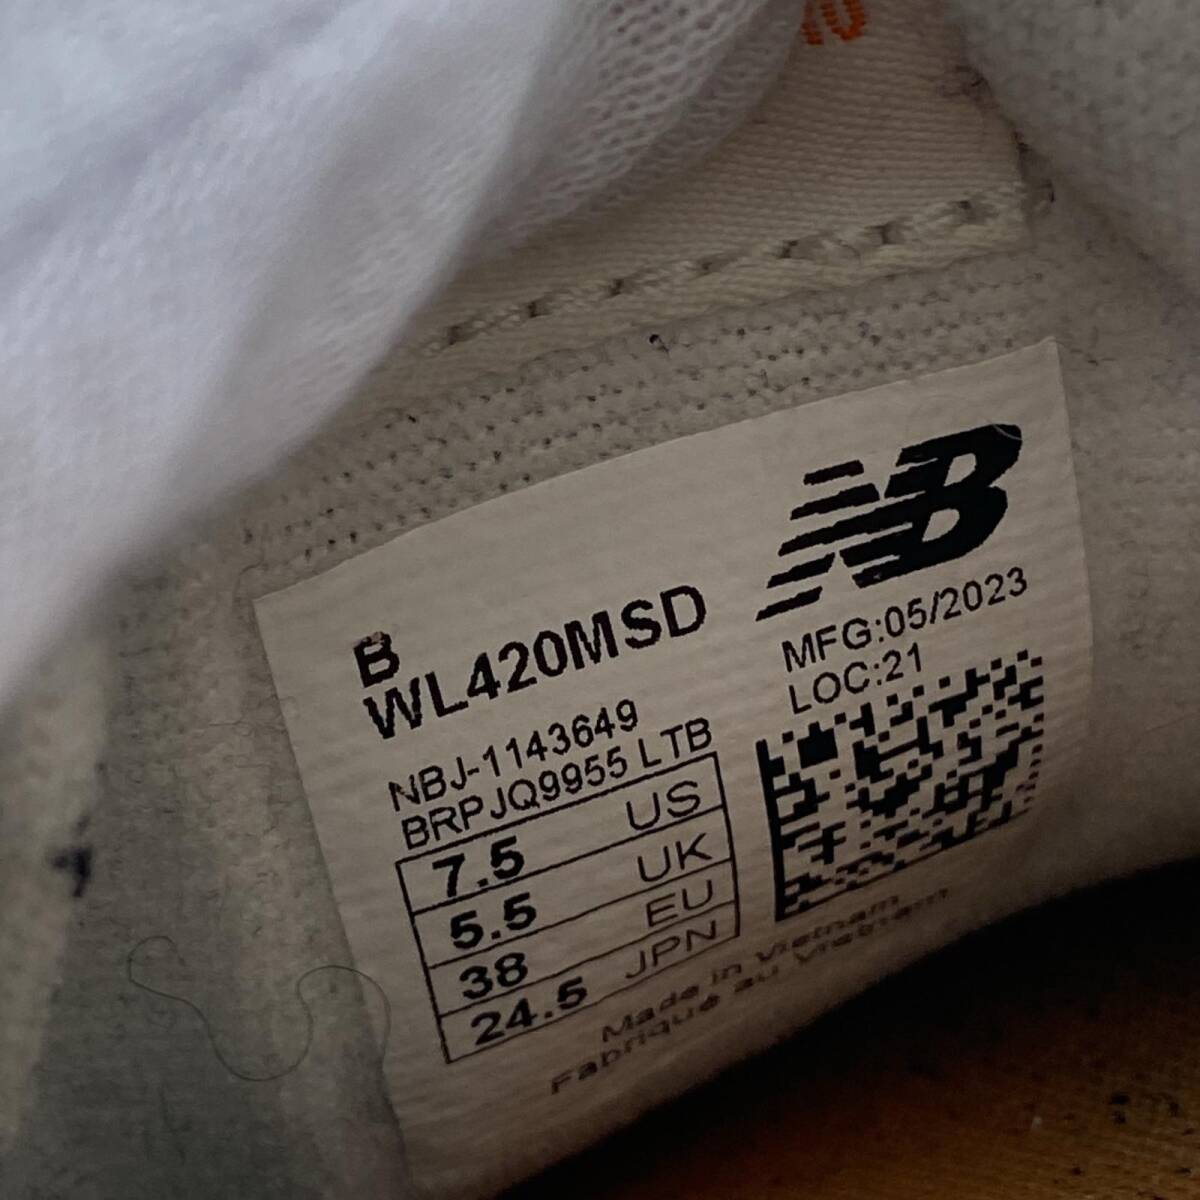 NB
B
WL420MSD
MFG:05/2023
LOC:21
NBJ-1143649
BRPJQ9955 LTB
7.5 US
5.5 UK
38 EU
24.5 JPN
Made in Vietnam
Fabriqué au Vietnam